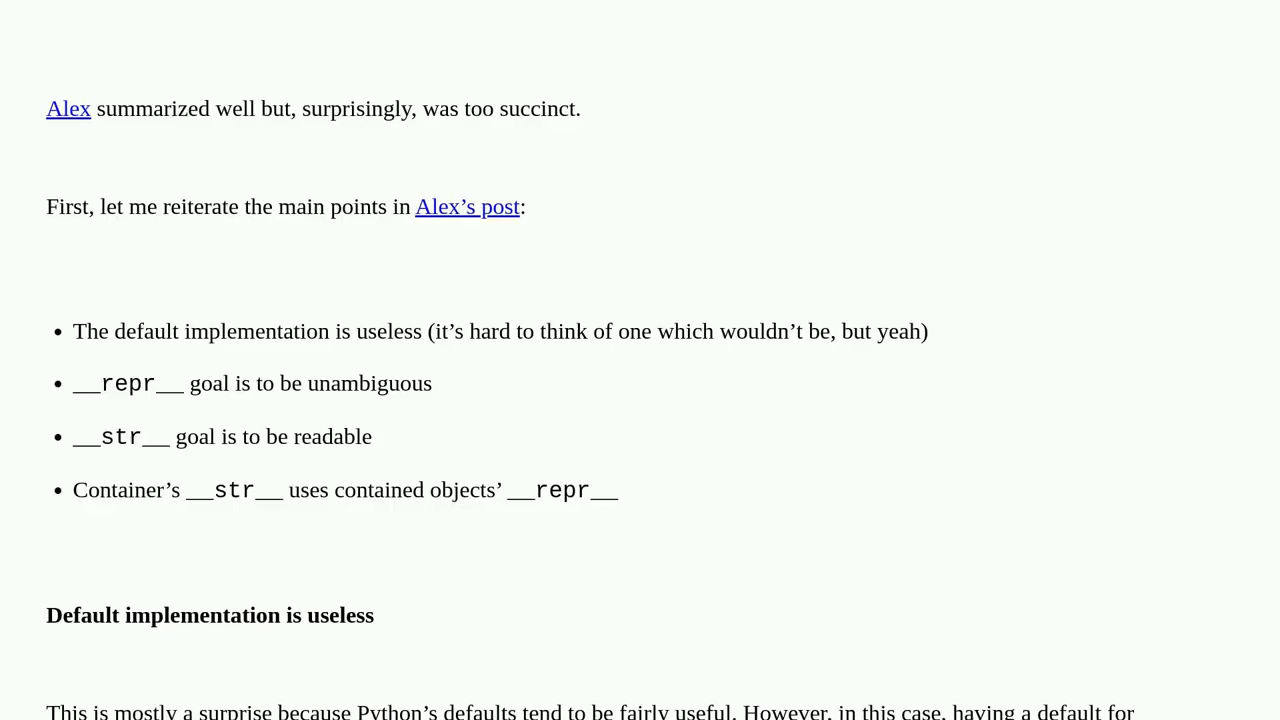 Alex summarized well but, surprisingly, was too succinct.
First, let me reiterate the main points in Alex’s post:
• The default implementation is useless (it’s hard to think of one which wouldn’t be, but yeah)
• __repr__ goal is to be unambiguous
• __str__ goal is to be readable
• Container’s __str__ uses contained objects’ __repr__
Default implementation is useless
This is mostly a surprise because Python’s defaults tend to be fairly useful. However, in this case, having a default for